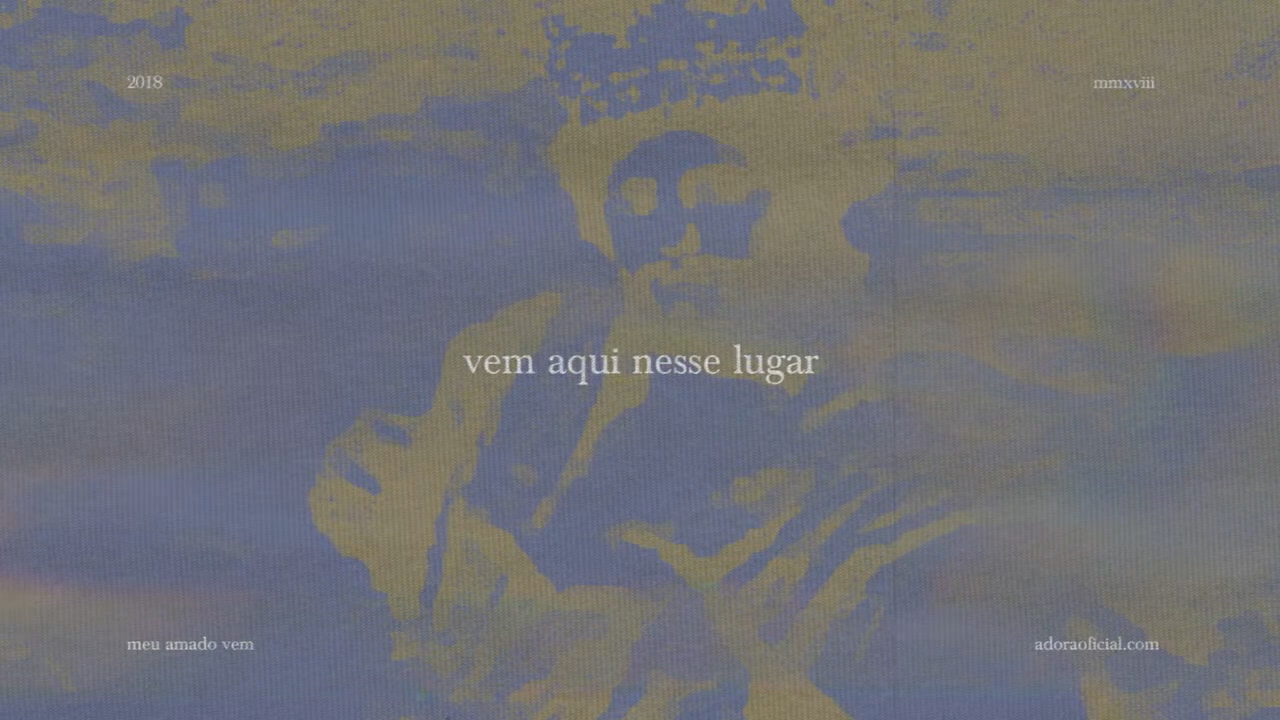 2018
mmxviii
vem aqui nesse lugar
meu amado vem
adoraoficial.com